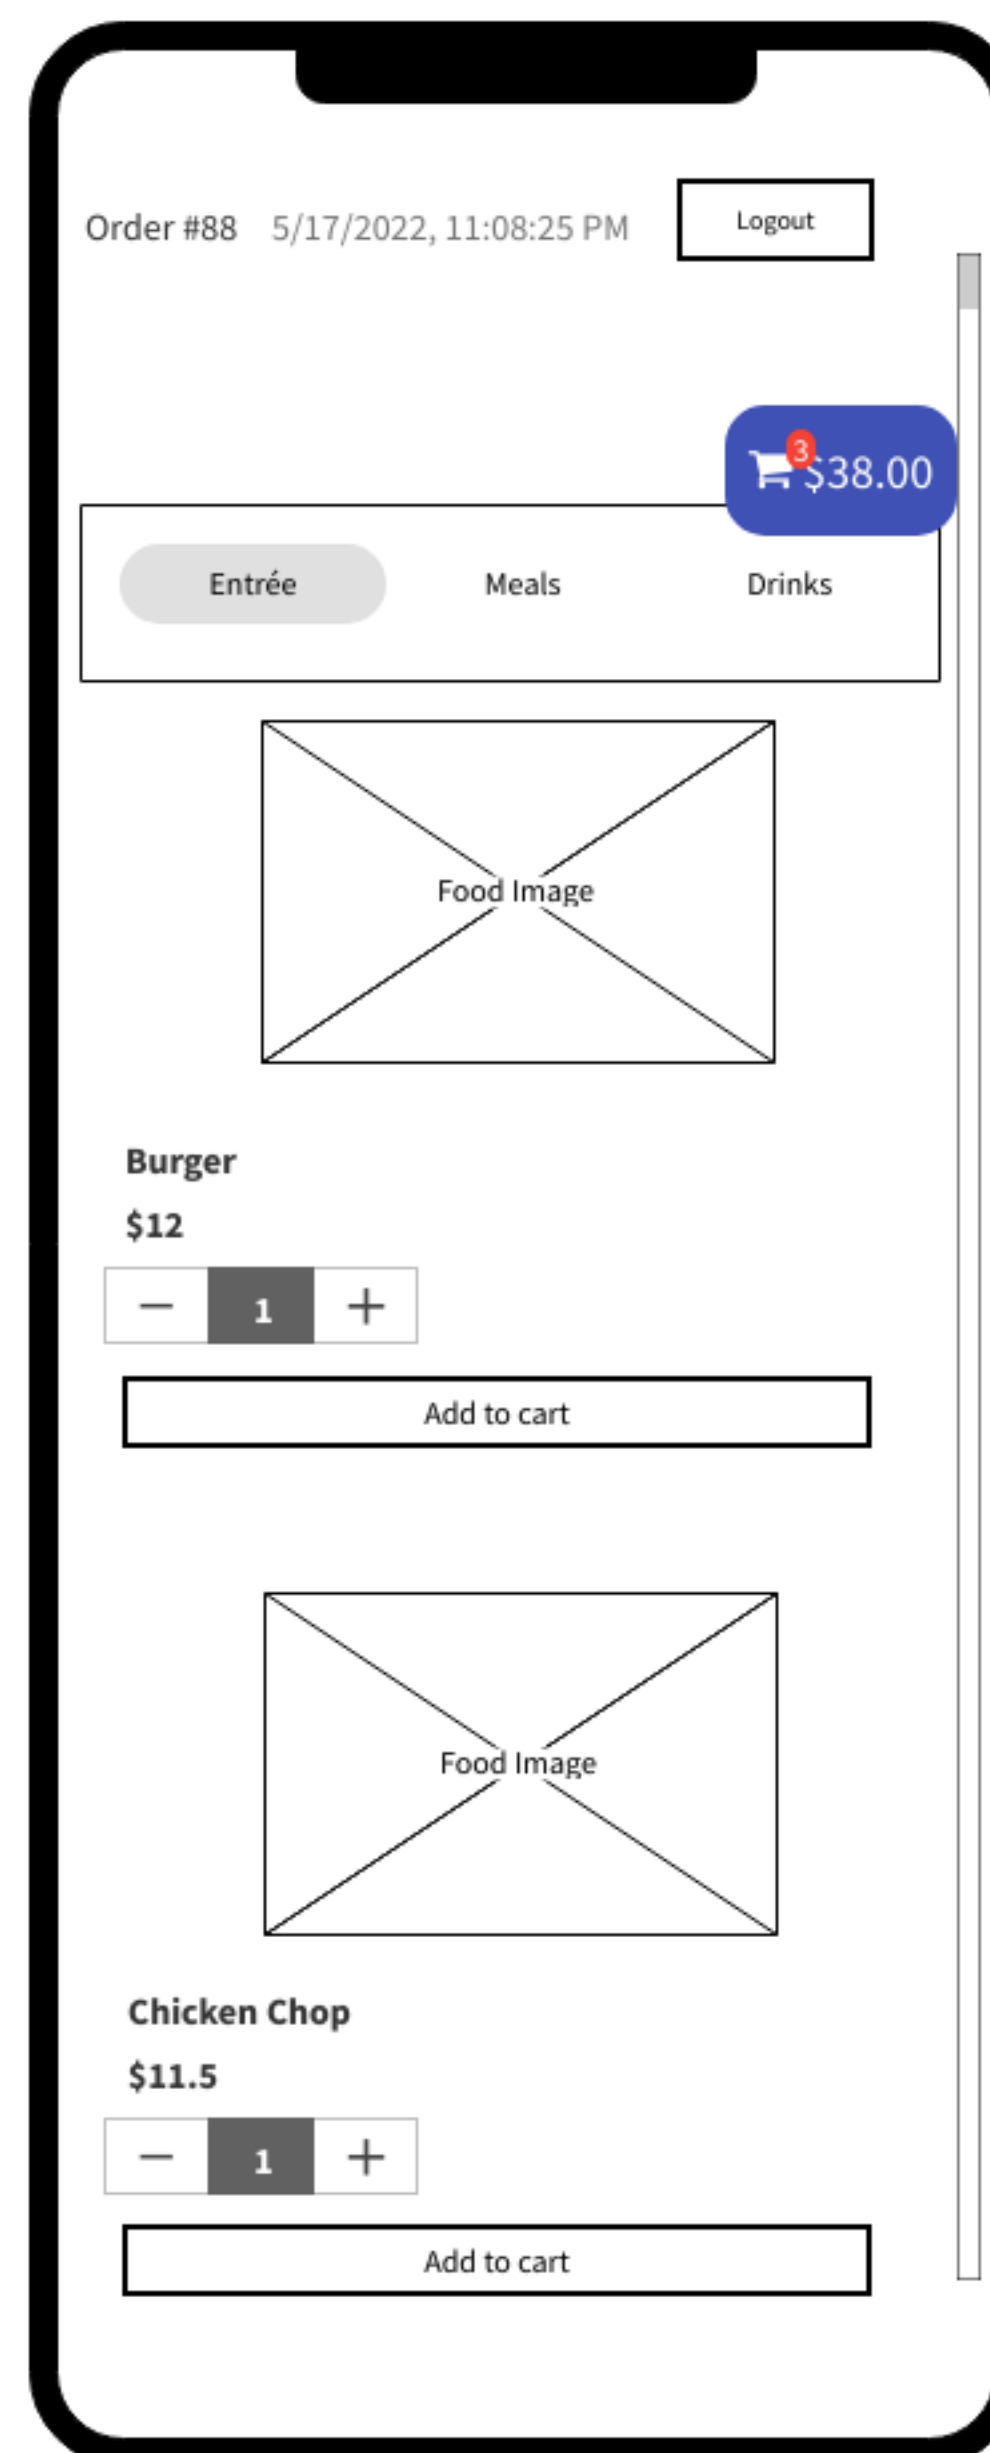 Order #88 5/17/2022, 11:08:25 PM Logout
3 $38.00
Entrée Meals Drinks
Food Image
Burger
$12
1
Add to cart
Food Image
Chicken Chop
$11.5
1
Add to cart